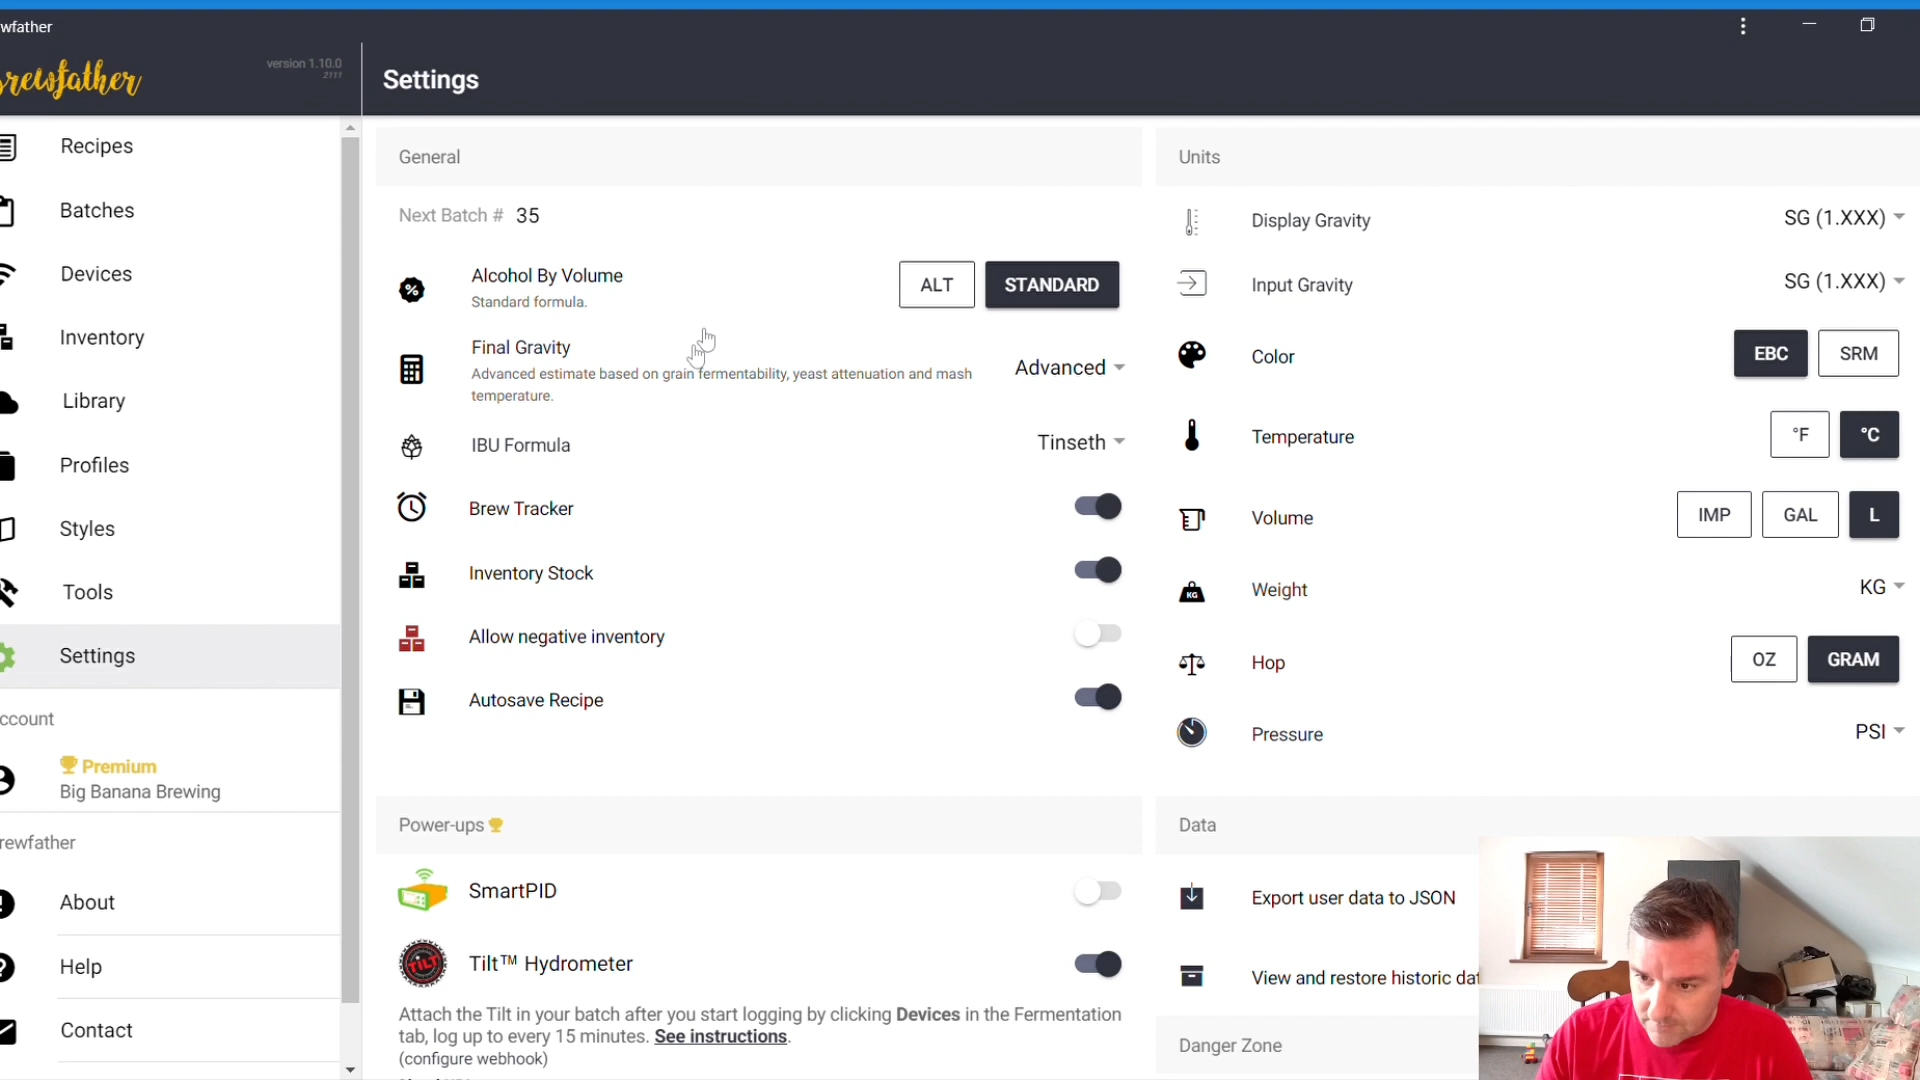 wfather
rewsfather
version 1.10.0
2111
Settings
Recipes
Batches
Devices
Inventory
Library
Profiles
Styles
Tools
Settings
ccount
Premium
Big Banana Brewing
rewfather
About
Help
Contact
General
Next Batch # 35
Alcohol By Volume
Standard formula.
ALT
STANDARD
Final Gravity
Advanced estimate based on grain fermentability, yeast attenuation and mash
temperature.
Advanced
IBU Formula
Tinseth
Brew Tracker
Inventory Stock
Allow negative inventory
Autosave Recipe
Power-ups
SmartPID
TILT
Tilt™ Hydrometer
Attach the Tilt in your batch after you start logging by clicking Devices in the Fermentation
tab, log up to every 15 minutes. See instructions.
(configure webhook)
Units
Display Gravity
SG (1.XXX)
Input Gravity
SG (1.XXX)
Color
EBC
SRM
Temperature
°F
°C
Volume
IMP
GAL
L
KG
Weight
KG
Hop
OZ
GRAM
Pressure
PSI
Data
Export user data to JSON
View and restore historic dat
Danger Zone